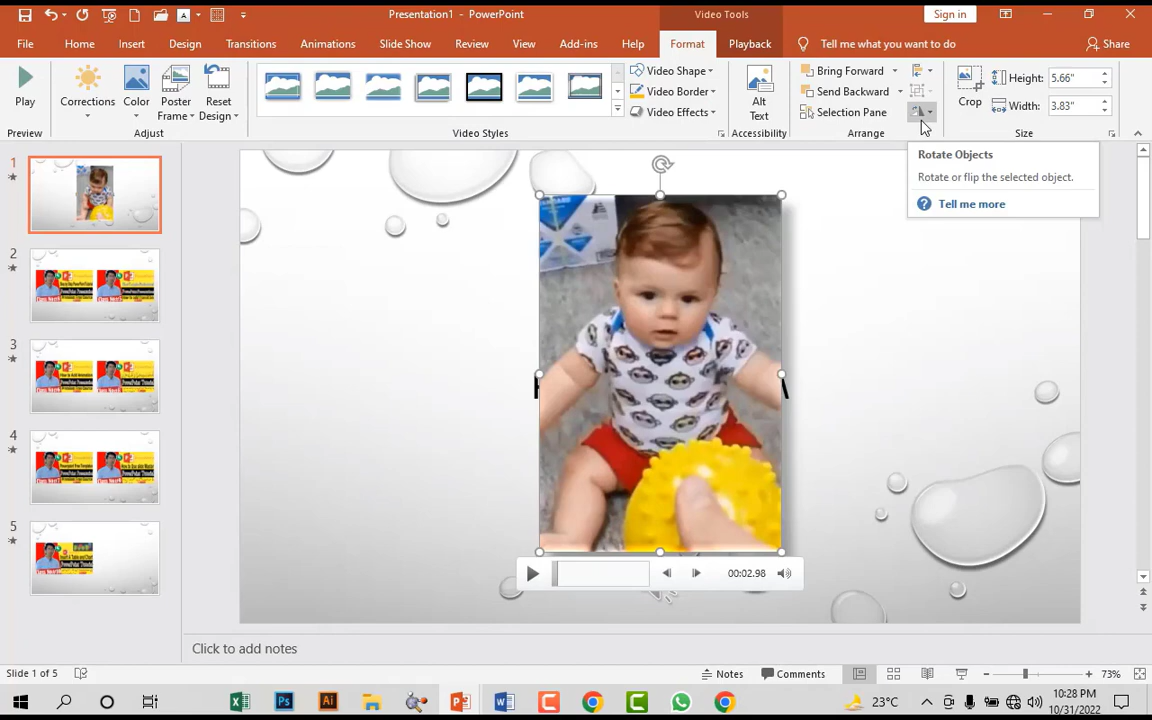 Presentation1 - PowerPoint
Video Tools
Sign in
File Home Insert Design Transitions Animations Slide Show Review View Add-ins Help Format Playback Tell me what you want to do Share
Play
Preview
Corrections
Color
Poster Frame
Reset Design
Adjust
Video Styles
Video Shape
Video Border
Video Effects
Alt Text
Accessibility
Bring Forward
Send Backward
Selection Pane
Arrange
Crop
Height: 5.66"
Width: 3.83"
Size
Rotate Objects
Rotate or flip the selected object.
Tell me more
1
2
3
4
5
00:02.98
Click to add notes
Slide 1 of 5
Notes
Comments
73%
23°C
10:28 PM
10/31/2022